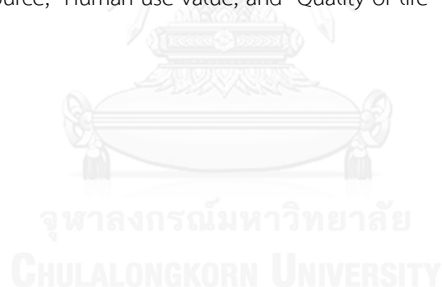 ource, Human use value, and Quality of life
จุฬาลงกรณ์มหาวิทยาลัย
CHULALONGKORN UNIVERSITY